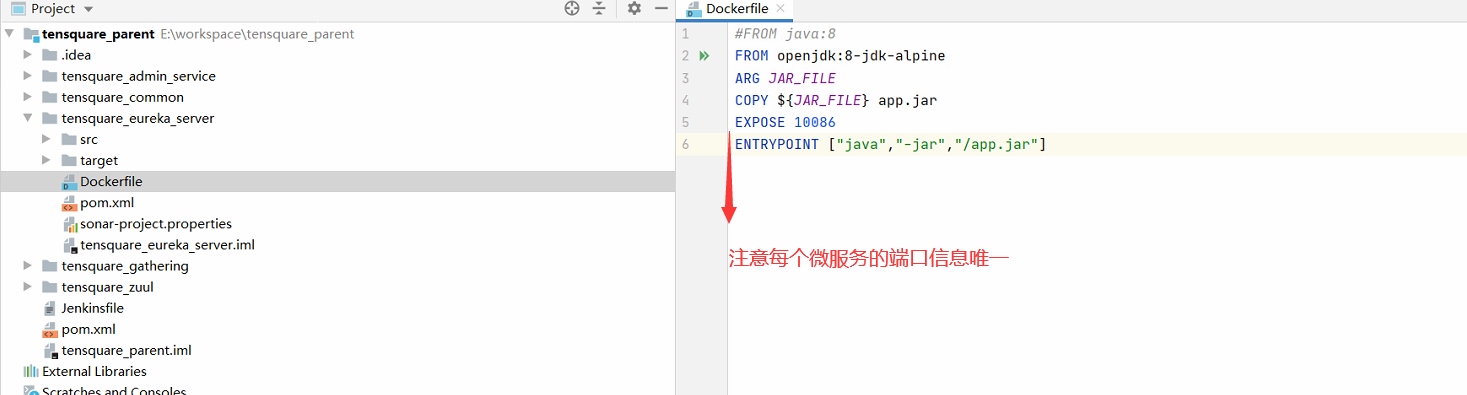 Project
tensquare_parent E:\workspace\tensquare_parent
.idea
tensquare_admin_service
tensquare_common
tensquare_eureka_server
src
target
Dockerfile
pom.xml
sonar-project.properties
tensquare_eureka_server.iml
tensquare_gathering
tensquare_zuul
Jenkinsfile
pom.xml
tensquare_parent.iml
External Libraries
Scratches and Consoles
Dockerfile
1 #FROM java:8
2 FROM openjdk:8-jdk-alpine
3 ARG JAR_FILE
4 COPY ${JAR_FILE} app.jar
5 EXPOSE 10086
6 ENTRYPOINT ["java","-jar","/app.jar"]
注意每个微服务的端口信息唯一